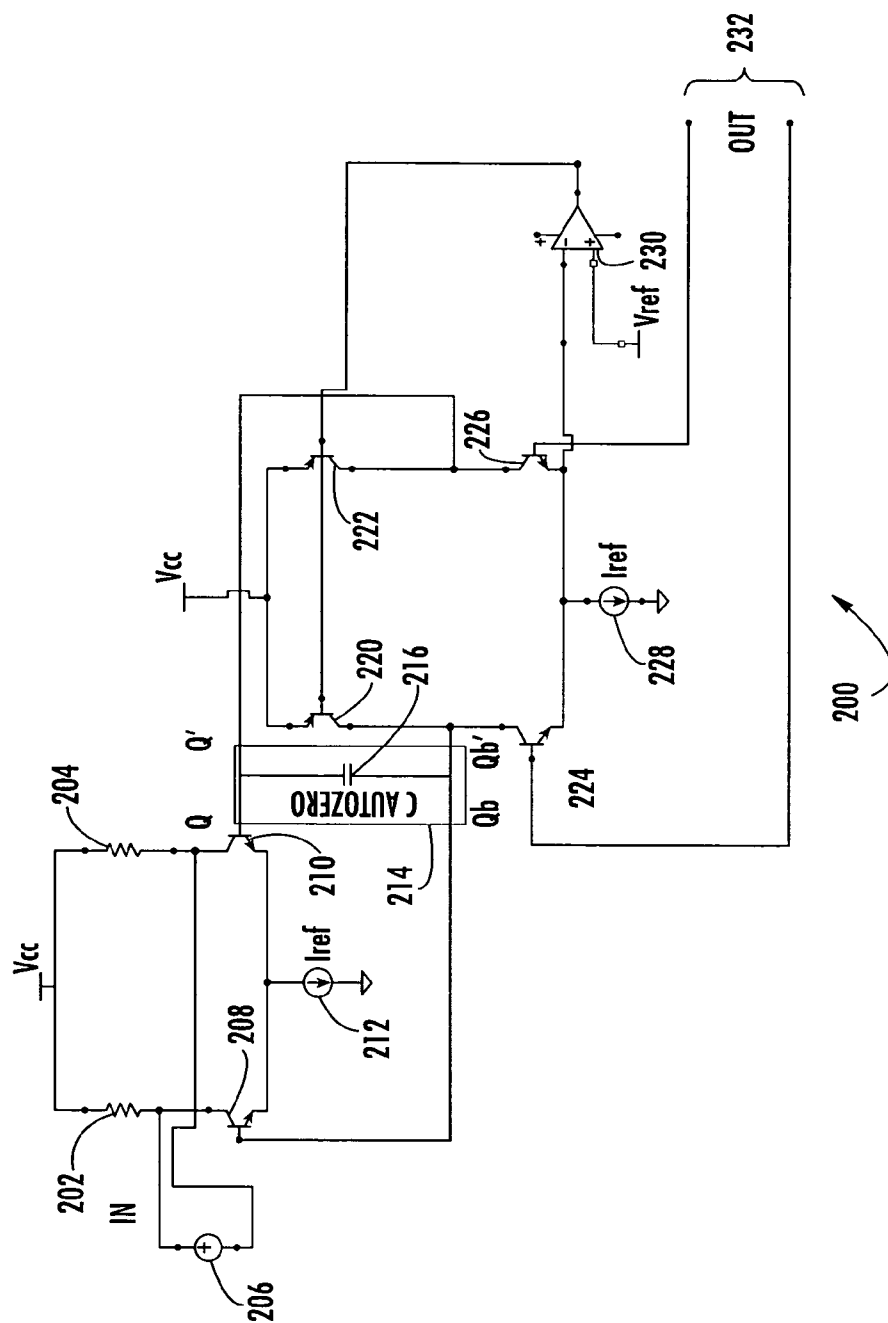 Vcc
204
202
IN
206
208
210
Iref
212
Q
Q'
C AUTOZERO
Qb
Qb'
214
216
220
Vcc
222
224
226
Iref
228
+
-
+
230
Vref
OUT
232
200
+